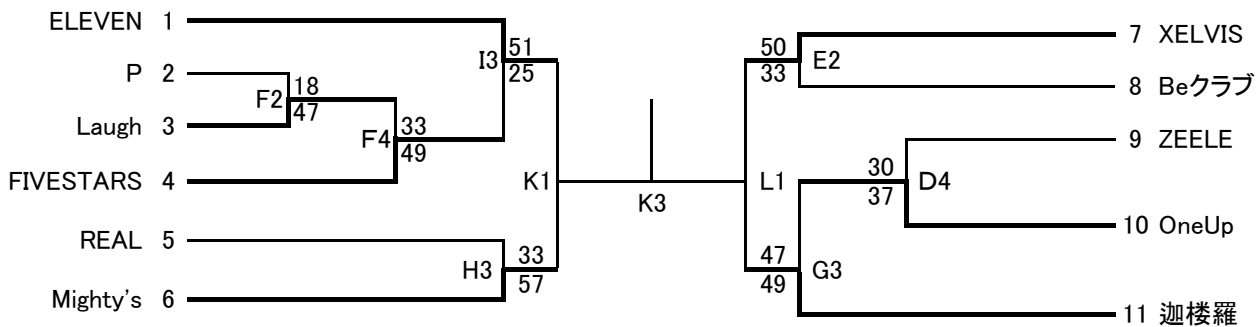 ELEVEN 1
P 2
Laugh 3
FIVESTARS 4
REAL 5
Mighty's 6
F2
18
47
F4
33
49
I3
51
25
H3
33
57
K1
K3
L1
50
33
E2
30
37
D4
47
49
G3
7 XELVIS
8 Beクラブ
9 ZEELE
10 OneUp
11 迦楼羅